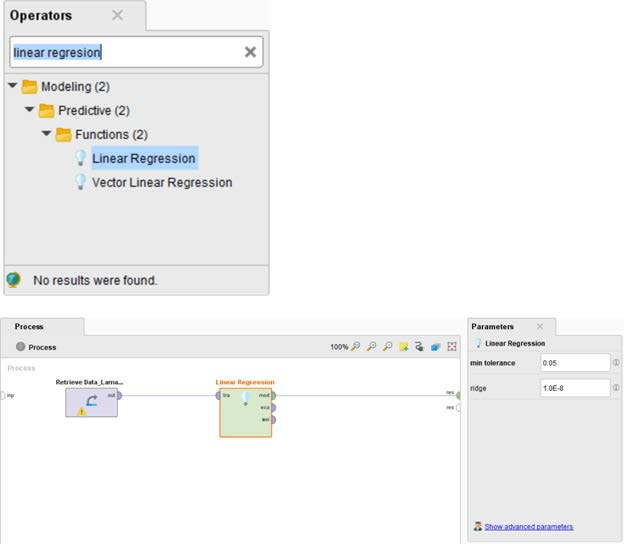 Operators
linear regresion
Modeling (2)
Predictive (2)
Functions (2)
Linear Regression
Vector Linear Regression
No results were found.
Process
Process
100%
Process
Retrieve Data_Lama...
inp
out
Linear Regression
tra
mod
exa
wei
res
res
Parameters
Linear Regression
min tolerance
0.05
ridge
1.0E-8
Show advanced parameters